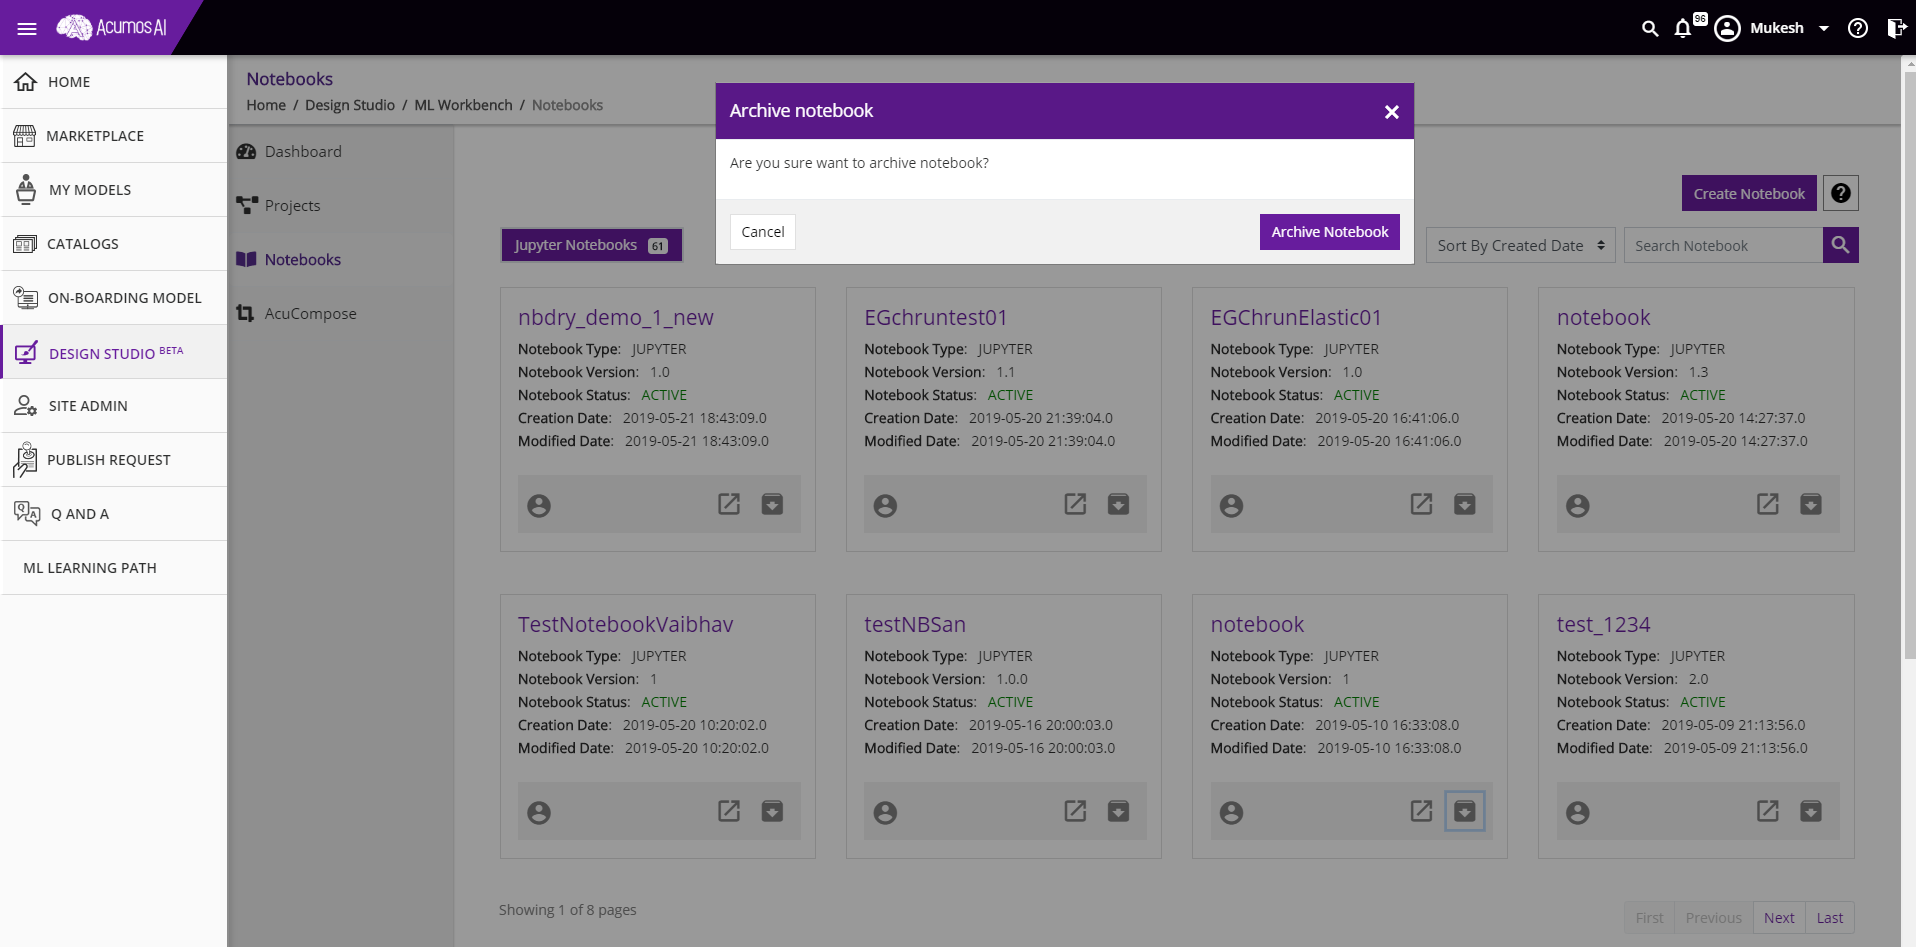 Acumos AI
96
Mukesh
HOME
MARKETPLACE
MY MODELS
CATALOGS
ON-BOARDING MODEL
DESIGN STUDIO BETA
SITE ADMIN
PUBLISH REQUEST
Q AND A
ML LEARNING PATH
Notebooks
Home / Design Studio / ML Workbench / Notebooks
Dashboard
Projects
Notebooks
AcuCompose
Archive notebook
Are you sure want to archive notebook?
Cancel
Archive Notebook
Create Notebook
Jupyter Notebooks 61
Sort By Created Date
Search Notebook
nbdry_demo_1_new
Notebook Type: JUPYTER
Notebook Version: 1.0
Notebook Status: ACTIVE
Creation Date: 2019-05-21 18:43:09.0
Modified Date: 2019-05-21 18:43:09.0
EGchruntest01
Notebook Type: JUPYTER
Notebook Version: 1.1
Notebook Status: ACTIVE
Creation Date: 2019-05-20 21:39:04.0
Modified Date: 2019-05-20 21:39:04.0
EGChrunElastic01
Notebook Type: JUPYTER
Notebook Version: 1.0
Notebook Status: ACTIVE
Creation Date: 2019-05-20 16:41:06.0
Modified Date: 2019-05-20 16:41:06.0
notebook
Notebook Type: JUPYTER
Notebook Version: 1.3
Notebook Status: ACTIVE
Creation Date: 2019-05-20 14:27:37.0
Modified Date: 2019-05-20 14:27:37.0
TestNotebookVaibhav
Notebook Type: JUPYTER
Notebook Version: 1
Notebook Status: ACTIVE
Creation Date: 2019-05-20 10:20:02.0
Modified Date: 2019-05-20 10:20:02.0
testNBSan
Notebook Type: JUPYTER
Notebook Version: 1.0.0
Notebook Status: ACTIVE
Creation Date: 2019-05-16 20:00:03.0
Modified Date: 2019-05-16 20:00:03.0
notebook
Notebook Type: JUPYTER
Notebook Version: 1
Notebook Status: ACTIVE
Creation Date: 2019-05-10 16:33:08.0
Modified Date: 2019-05-10 16:33:08.0
test_1234
Notebook Type: JUPYTER
Notebook Version: 2.0
Notebook Status: ACTIVE
Creation Date: 2019-05-09 21:13:56.0
Modified Date: 2019-05-09 21:13:56.0
Showing 1 of 8 pages
First Previous Next Last